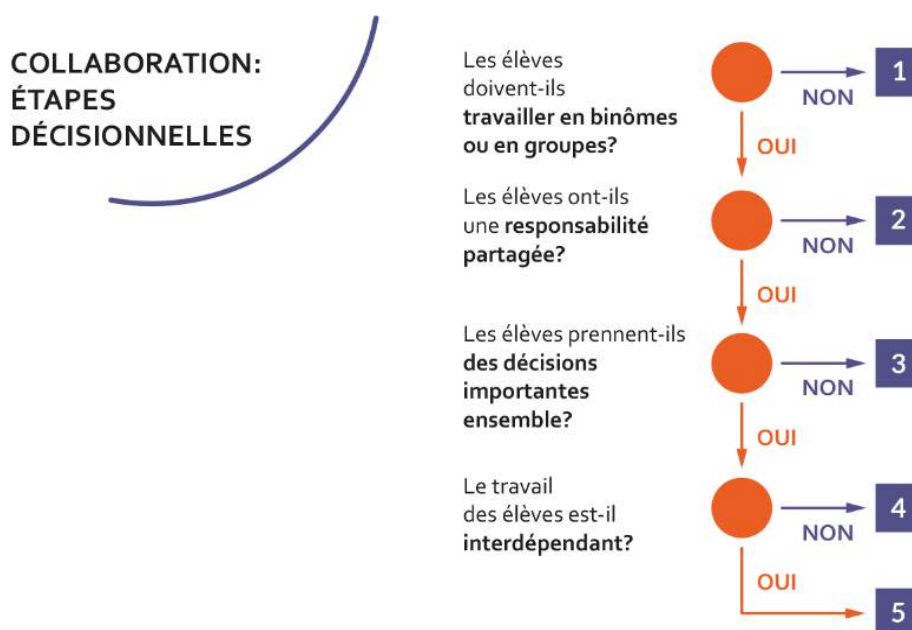 COLLABORATION:
ÉTAPES
DÉCISIONNELLES
Les élèves
doivent-ils
travailler en binômes
ou en groupes?
NON
1
OUI
Les élèves ont-ils
une responsabilité
partagée?
NON
2
OUI
Les élèves prennent-ils
des décisions
importantes
ensemble?
NON
3
OUI
Le travail
des élèves est-il
interdépendant?
NON
4
OUI
5